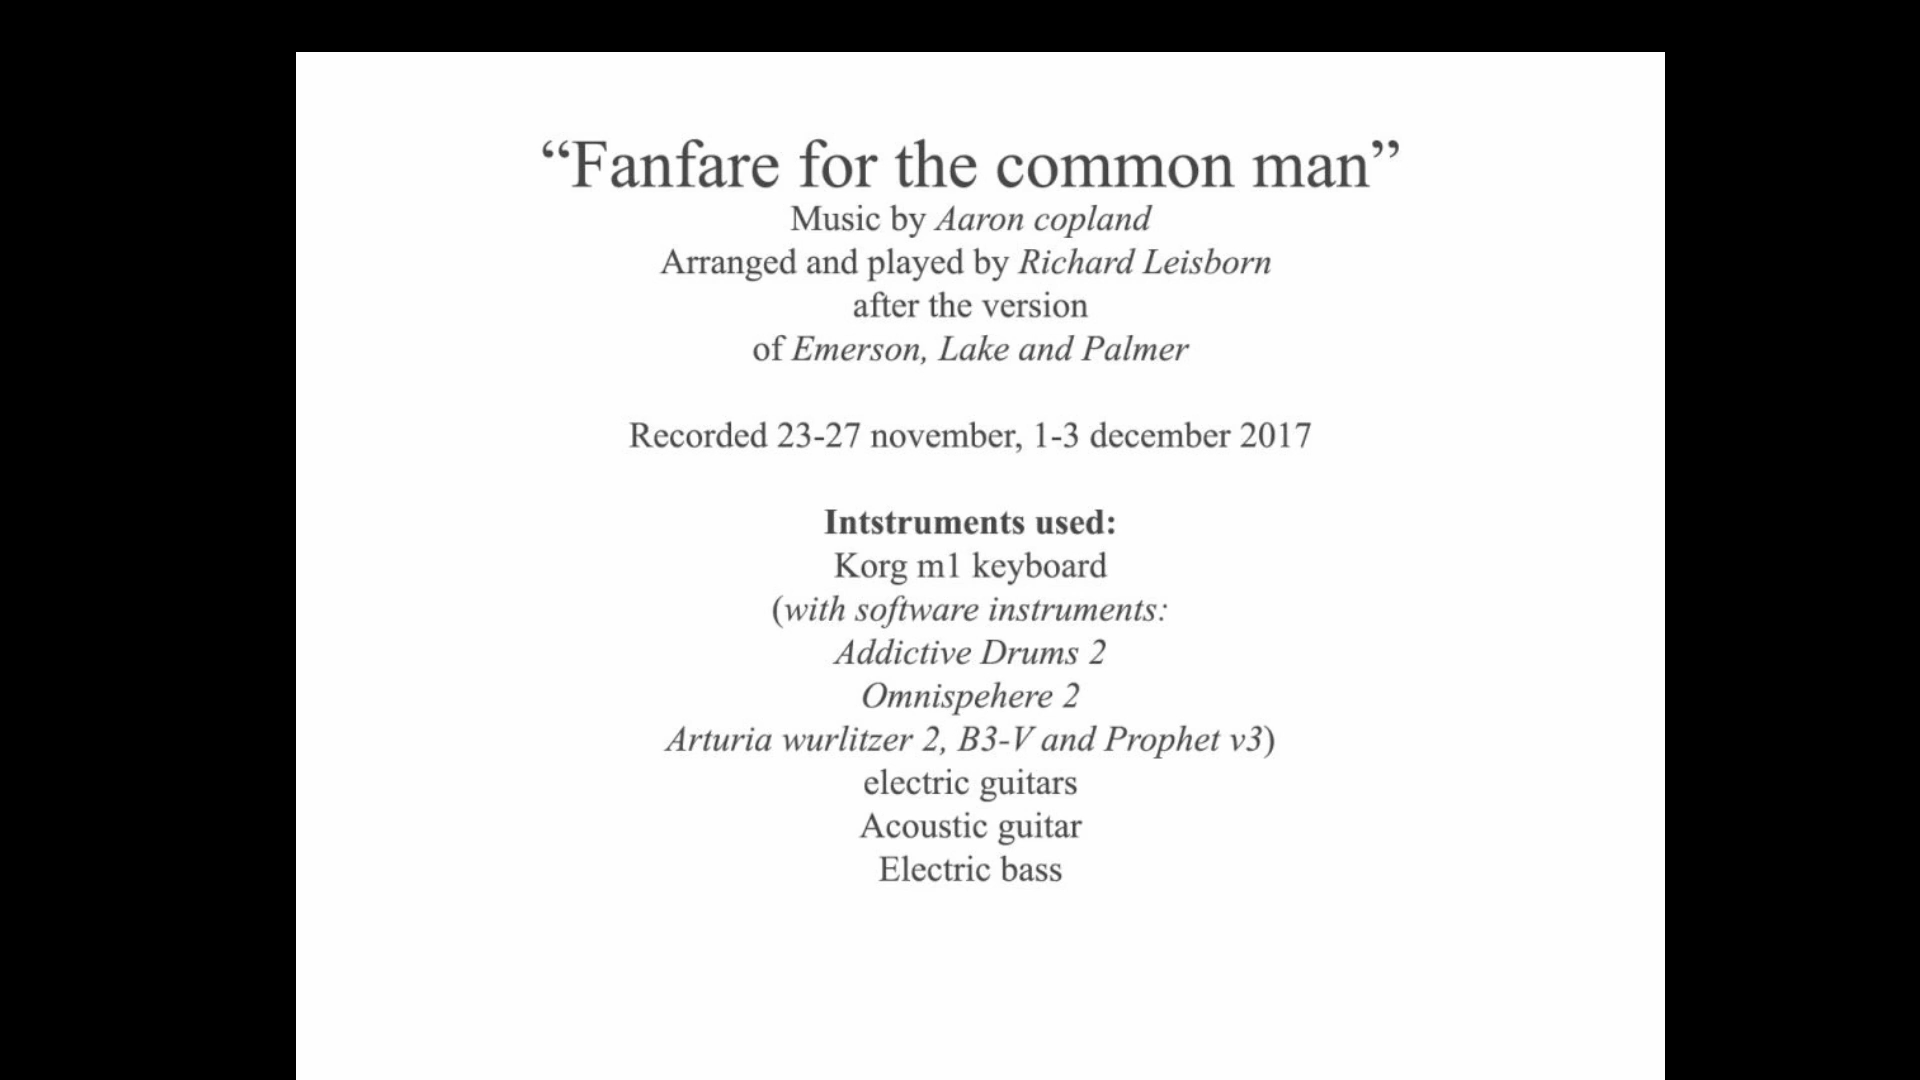 “Fanfare for the common man”
Music by Aaron copland
Arranged and played by Richard Leisborn
after the version
of Emerson, Lake and Palmer
Recorded 23-27 november, 1-3 december 2017
Intstruments used:
Korg m1 keyboard
(with software instruments:
Addictive Drums 2
Omnispehere 2
Arturia wurlitzer 2, B3-V and Prophet v3)
electric guitars
Acoustic guitar
Electric bass